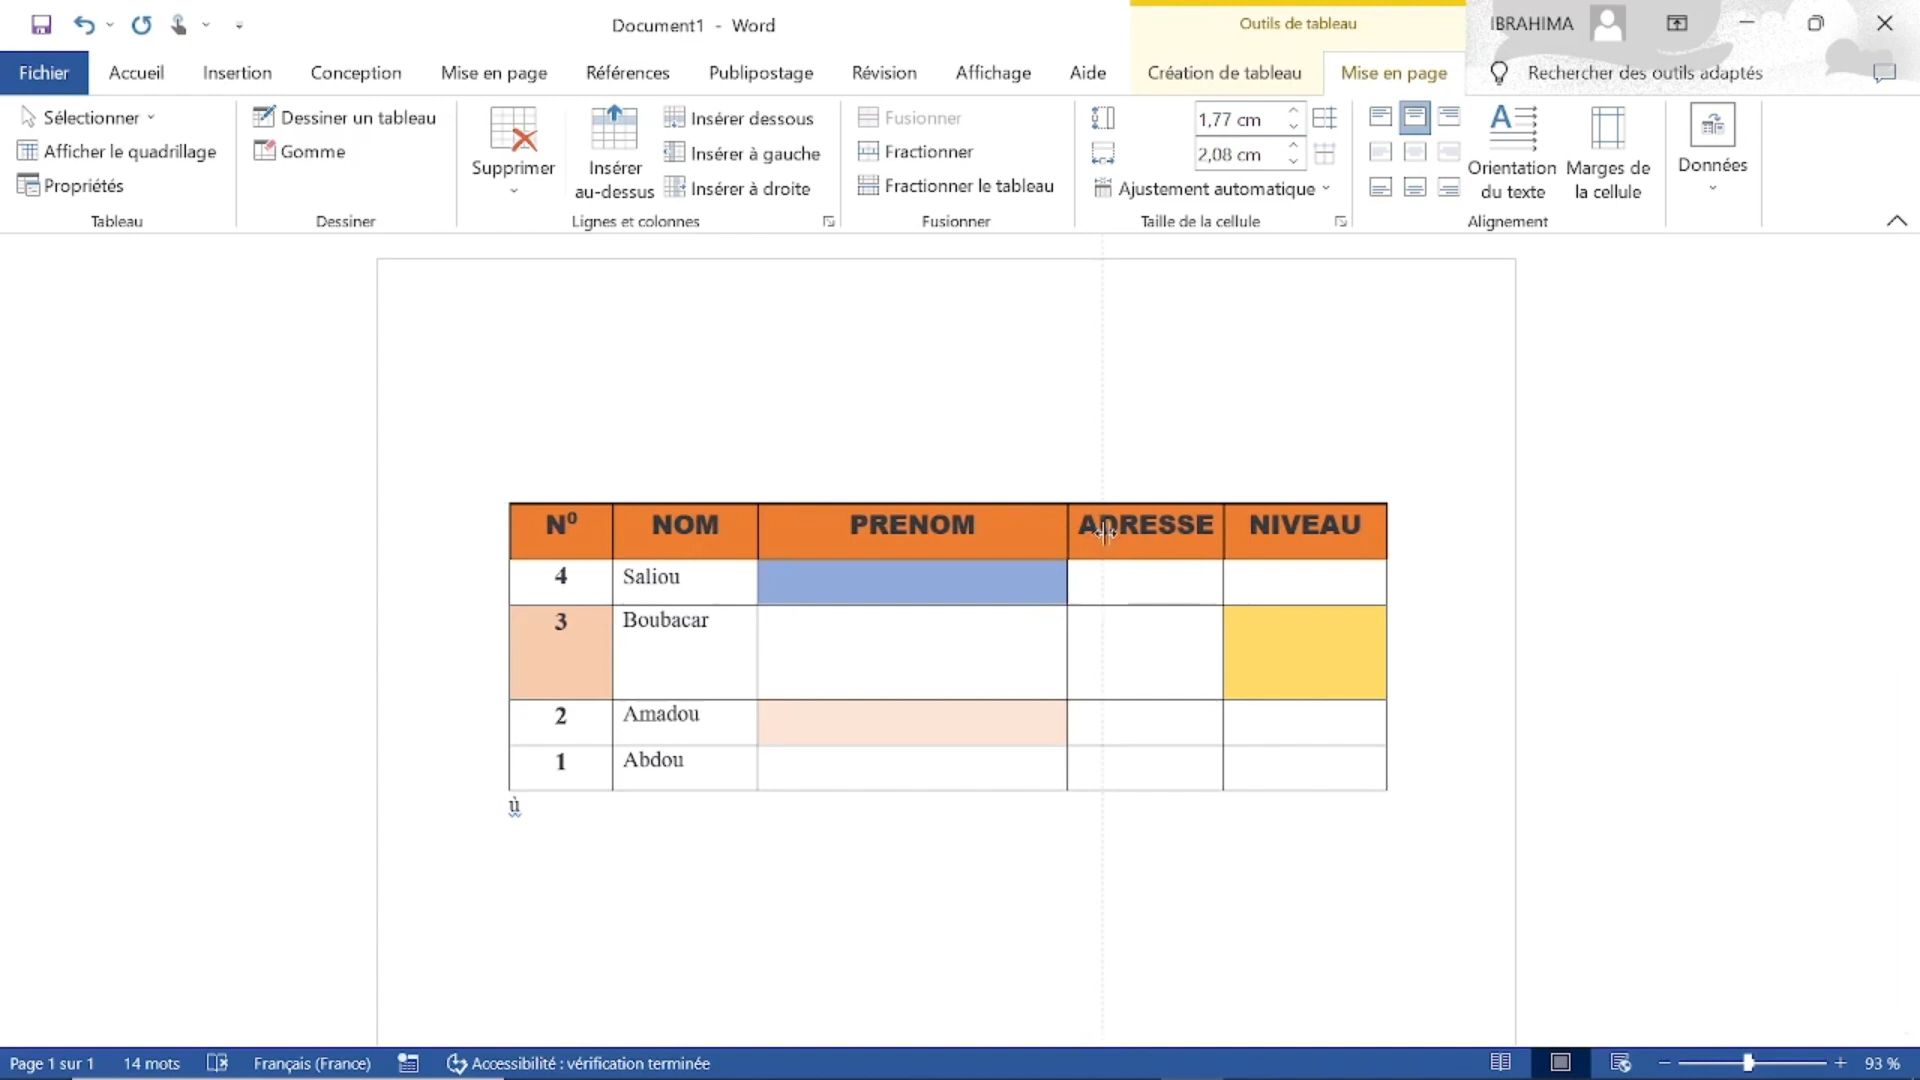 Document1 - Word
Outils de tableau
IBRAHIMA
Fichier
Accueil
Insertion
Conception
Mise en page
Références
Publipostage
Révision
Affichage
Aide
Création de tableau
Mise en page
Rechercher des outils adaptés
Sélectionner
Afficher le quadrillage
Propriétés
Tableau
Dessiner un tableau
Gomme
Dessiner
Supprimer
Insérer
au-dessus
Insérer dessous
Insérer à gauche
Insérer à droite
Lignes et colonnes
Fusionner
Fractionner
Fractionner le tableau
Fusionner
1,77 cm
2,08 cm
Ajustement automatique
Taille de la cellule
Orientation
du texte
Marges de
la cellule
Alignement
Données
N⁰ NOM PRENOM ADRESSE NIVEAU
4 Saliou
3 Boubacar
2 Amadou
1 Abdou
ù
Page 1 sur 1
14 mots
Français (France)
Accessibilité : vérification terminée
93 %